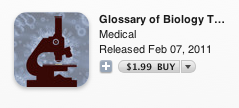 Glossary of Biology T...
Medical
Released Feb 07, 2011
$1.99 BUY